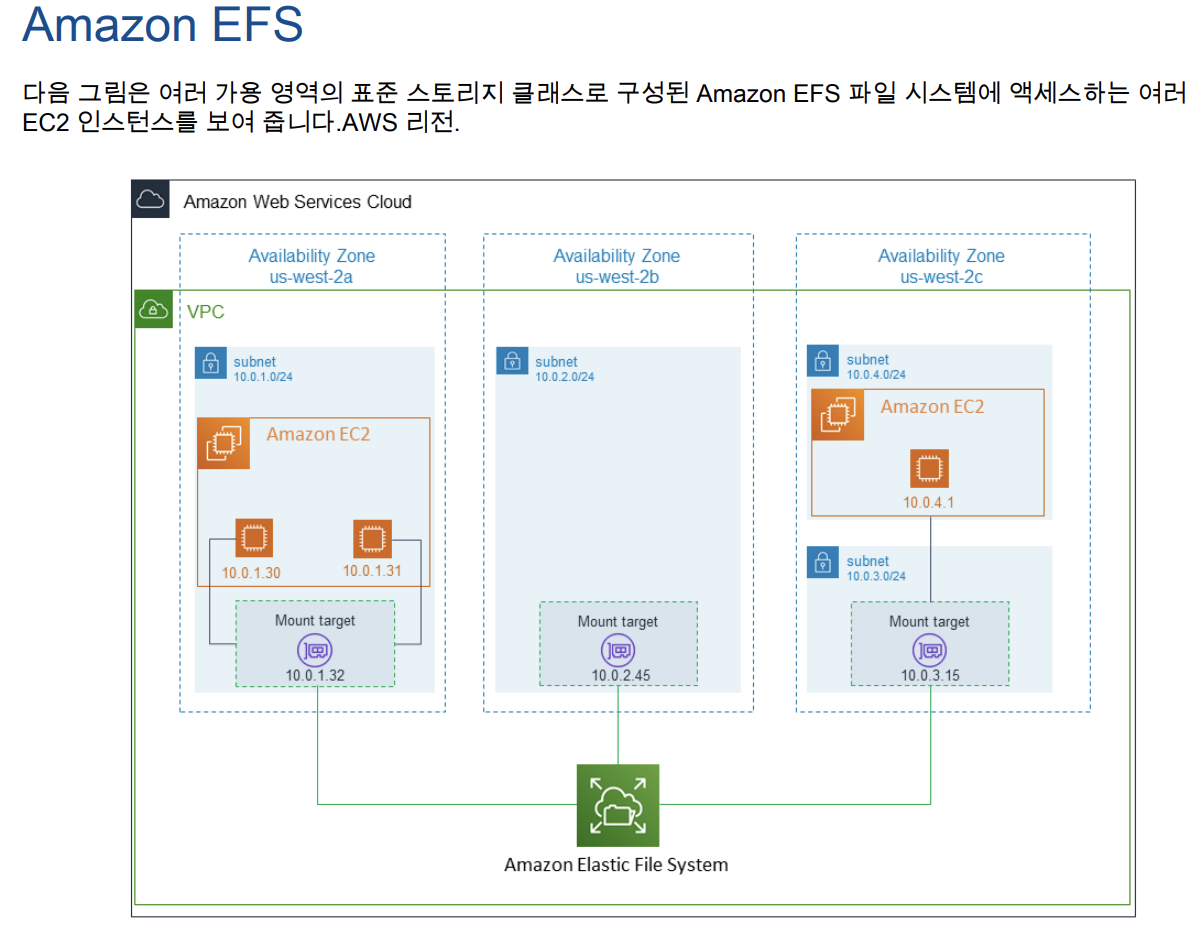 Amazon EFS
다음 그림은 여러 가용 영역의 표준 스토리지 클래스로 구성된 Amazon EFS 파일 시스템에 액세스하는 여러
EC2 인스턴스를 보여 줍니다.AWS 리전.
Amazon Web Services Cloud
Availability Zone
us-west-2a
Availability Zone
us-west-2b
Availability Zone
us-west-2c
VPC
subnet
10.0.1.0/24
subnet
10.0.2.0/24
subnet
10.0.4.0/24
Amazon EC2
Amazon EC2
10.0.4.1
10.0.1.30
10.0.1.31
subnet
10.0.3.0/24
Mount target
10.0.1.32
Mount target
10.0.2.45
Mount target
10.0.3.15
Amazon Elastic File System